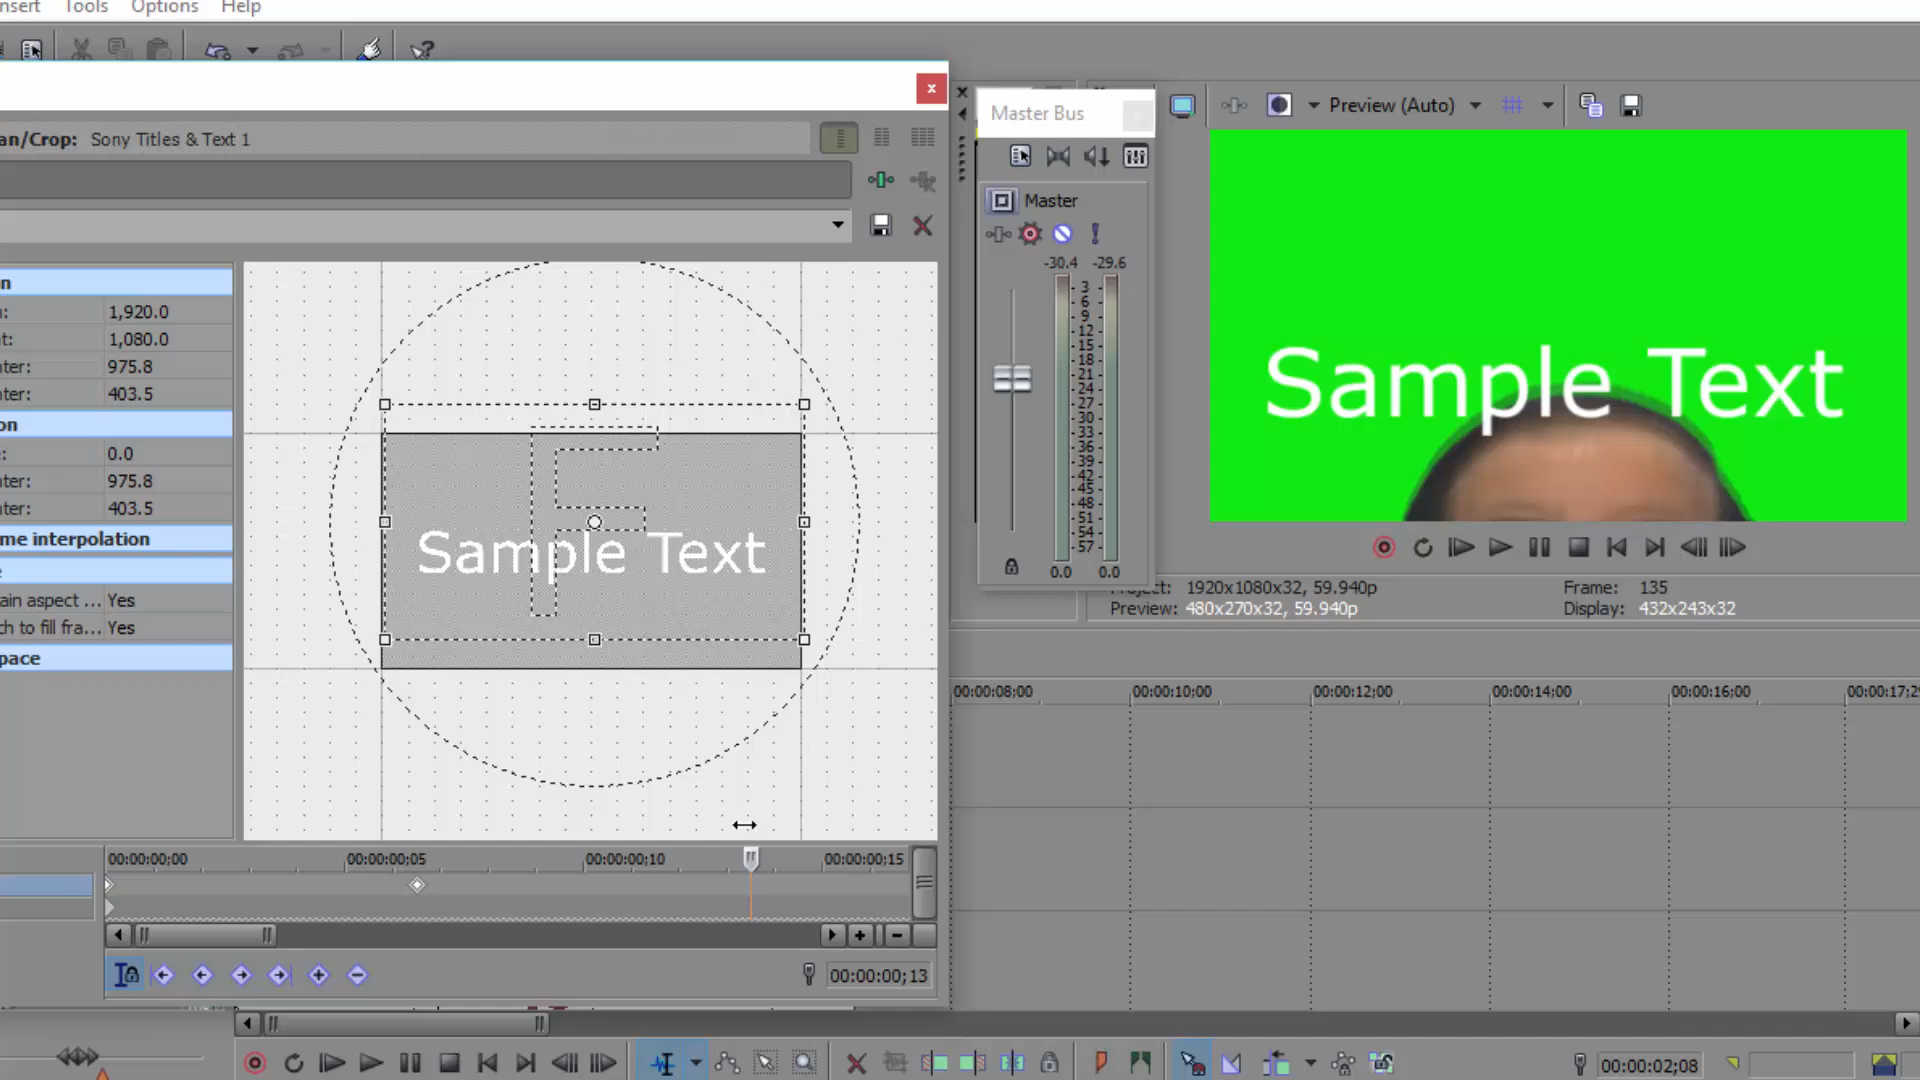 nsert Tools Options Help
an/Crop: Sony Titles & Text 1
Master Bus
Preview (Auto)
Master
-30.4 -29.6
3
6
9
12
15
18
21
24
27
30
33
36
39
42
45
48
51
54
57
0.0 0.0
Sample Text
Project: 1920x1080x32, 59.940p
Preview: 480x270x32, 59.940p
Frame: 135
Display: 432x243x32
n
: 1,920.0
t: 1,080.0
nter: 975.8
nter: 403.5
on
: 0.0
nter: 975.8
nter: 403.5
me interpolation
ain aspect ... Yes
ch to fill fra... Yes
pace
F
Sample Text
00:00:00;00 00:00:00;05 00:00:00;10 00:00:00;15
00:00:00;13
00:00:08;00 00:00:10;00 00:00:12;00 00:00:14;00 00:00:16;00 00:00:17;2
00:00:02;08